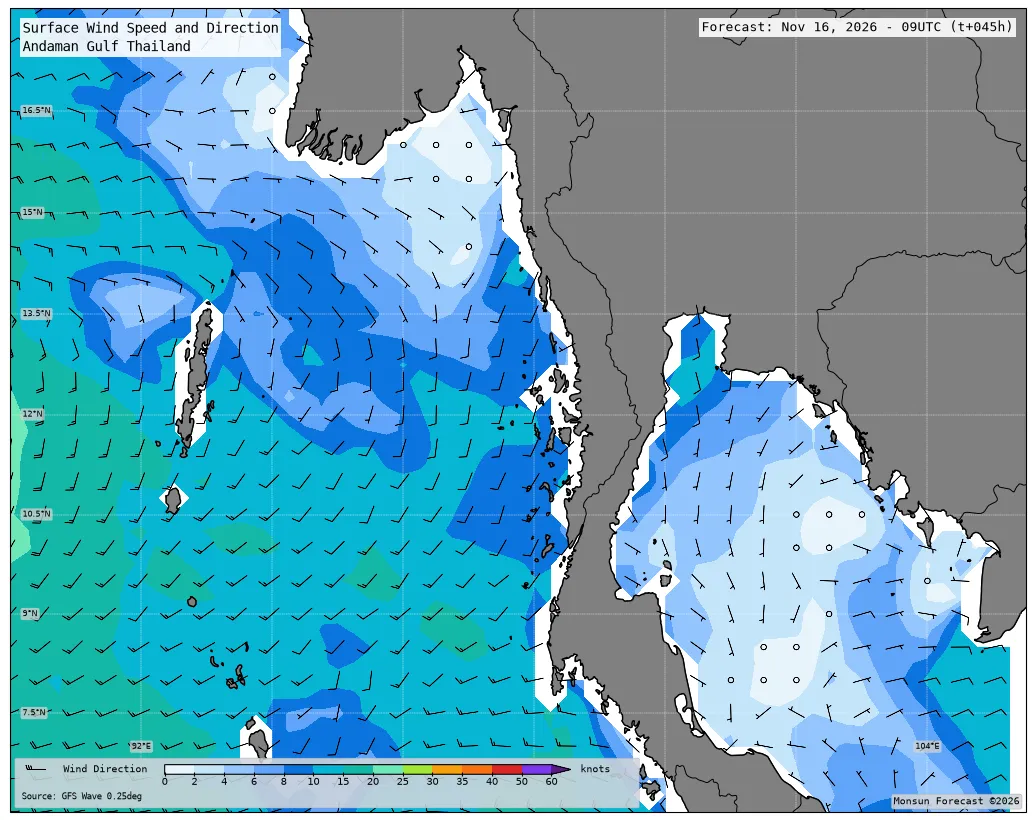 Surface Wind Speed and Direction
Andaman Gulf Thailand
Forecast: Nov 16, 2026 - 09UTC (t+045h)
16.5°N
15°N
13.5°N
12°N
10.5°N
9°N
7.5°N
92°E
104°E
Wind Direction
0 2 4 6 8 10 15 20 25 30 35 40 50 60
knots
Source: GFS Wave 0.25deg
Monsun Forecast ©2026